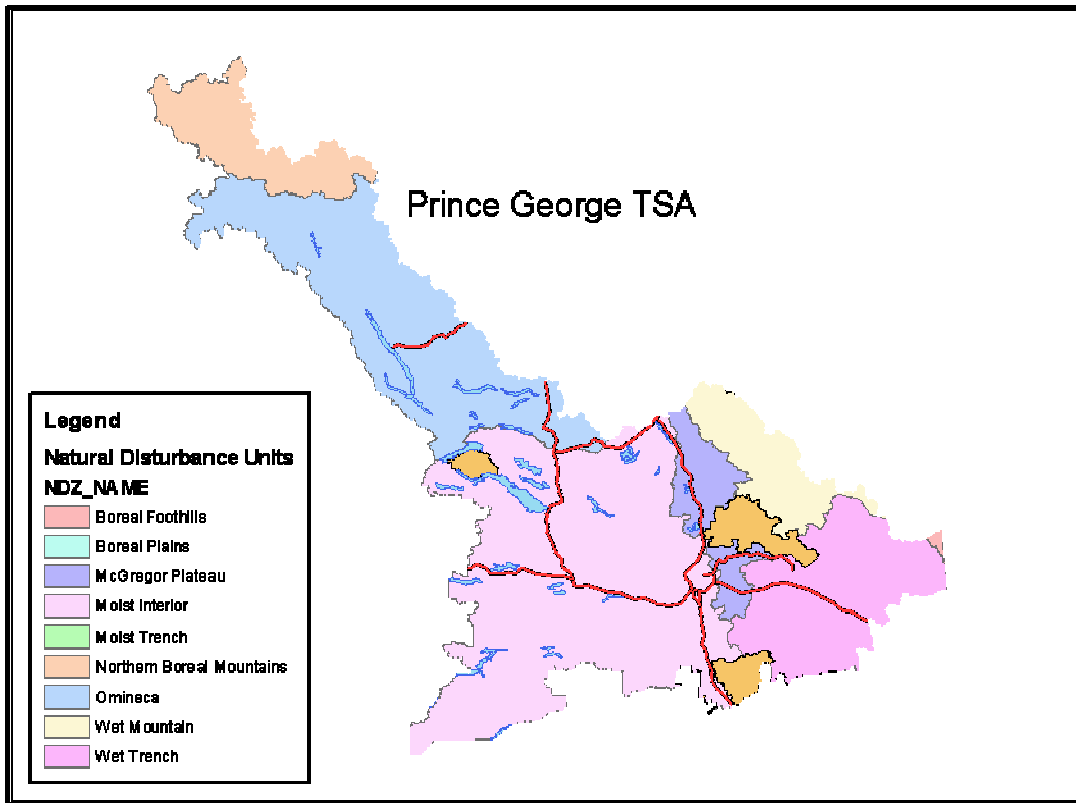 Prince George TSA
Legend
Natural Disturbance Units
NDZ_NAME
Boreal Foothills
Boreal Plains
McGregor Plateau
Moist Interior
Moist Trench
Northern Boreal Mountains
Omineca
Wet Mountain
Wet Trench